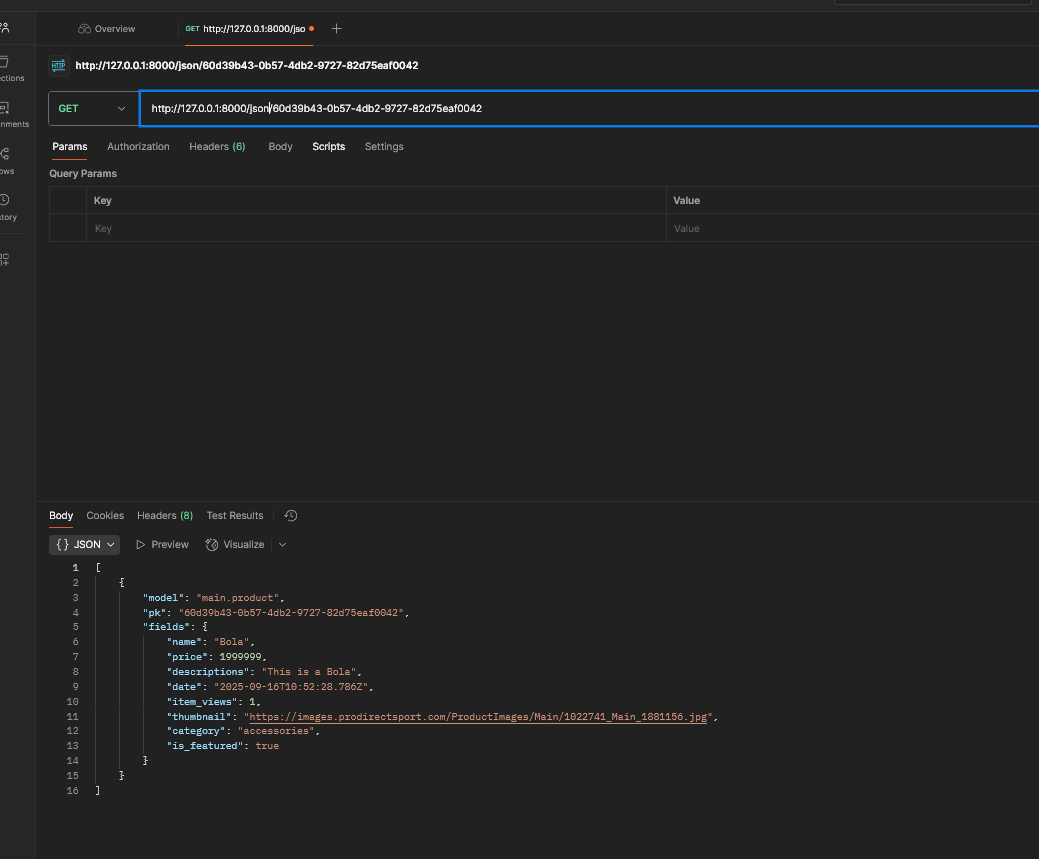 Overview
GET http://127.0.0.1:8000/jso
HTTP http://127.0.0.1:8000/json/60d39b43-0b57-4db2-9727-82d75eaf0042
ections
GET http://127.0.0.1:8000/json/60d39b43-0b57-4db2-9727-82d75eaf0042
nments
Params Authorization Headers (6) Body Scripts Settings
ows
Query Params
Key Value
story
Key Value
Body Cookies Headers (8) Test Results
{} JSON Preview Visualize
1 [
2 {
3 "model": "main.product",
4 "pk": "60d39b43-0b57-4db2-9727-82d75eaf0042",
5 "fields": {
6 "name": "Bola",
7 "price": 1999999,
8 "descriptions": "This is a Bola",
9 "date": "2025-09-16T10:52:28.786Z",
10 "item_views": 1,
11 "thumbnail": "https://images.prodirectsport.com/ProductImages/Main/1022741_Main_1881156.jpg",
12 "category": "accessories",
13 "is_featured": true
14 }
15 }
16 ]